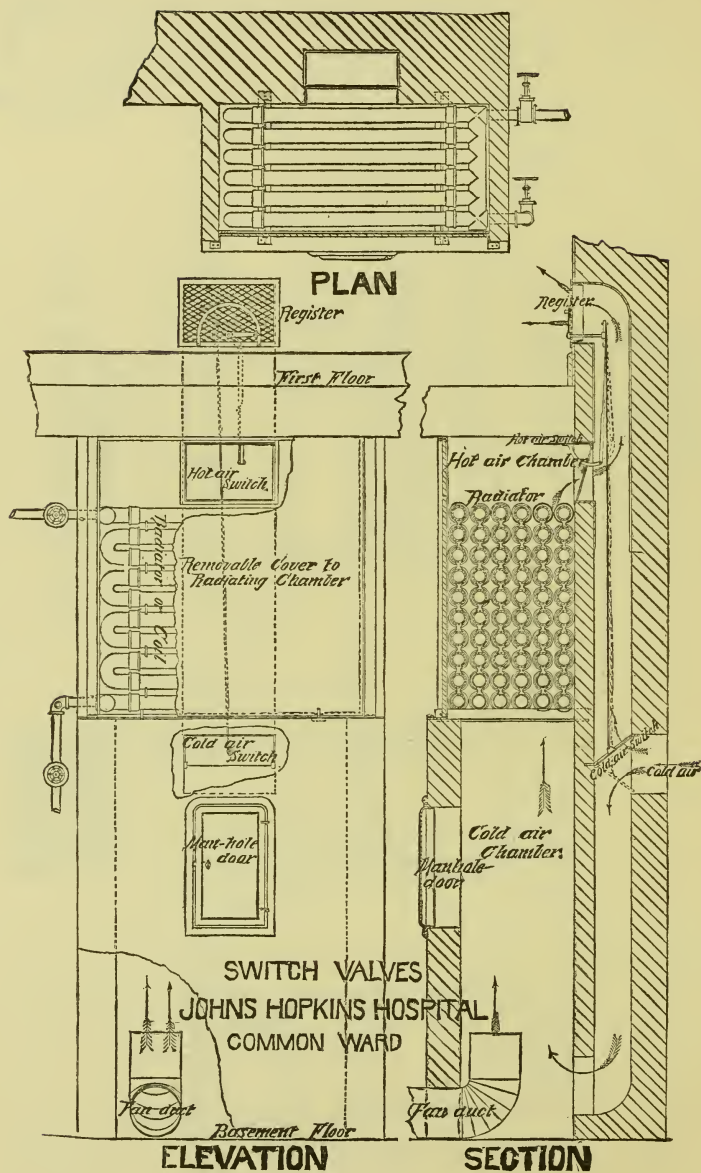 PLAN
Register
First Floor
Hot air
switch.
Radiator or Coil
Removable Cover to
Radiating Chamber
Cold air
Switch
Man-hole
door
SWITCH VALVES
JOHNS HOPKINS HOSPITAL
COMMON WARD
Fan duct
Basement Floor
ELEVATION
Register
Hot air switch
Hot air Chamber
Radiator
Cold air switch
Cold air
Cold air
Chamber.
Manhole
door
Fan duct
SECTION